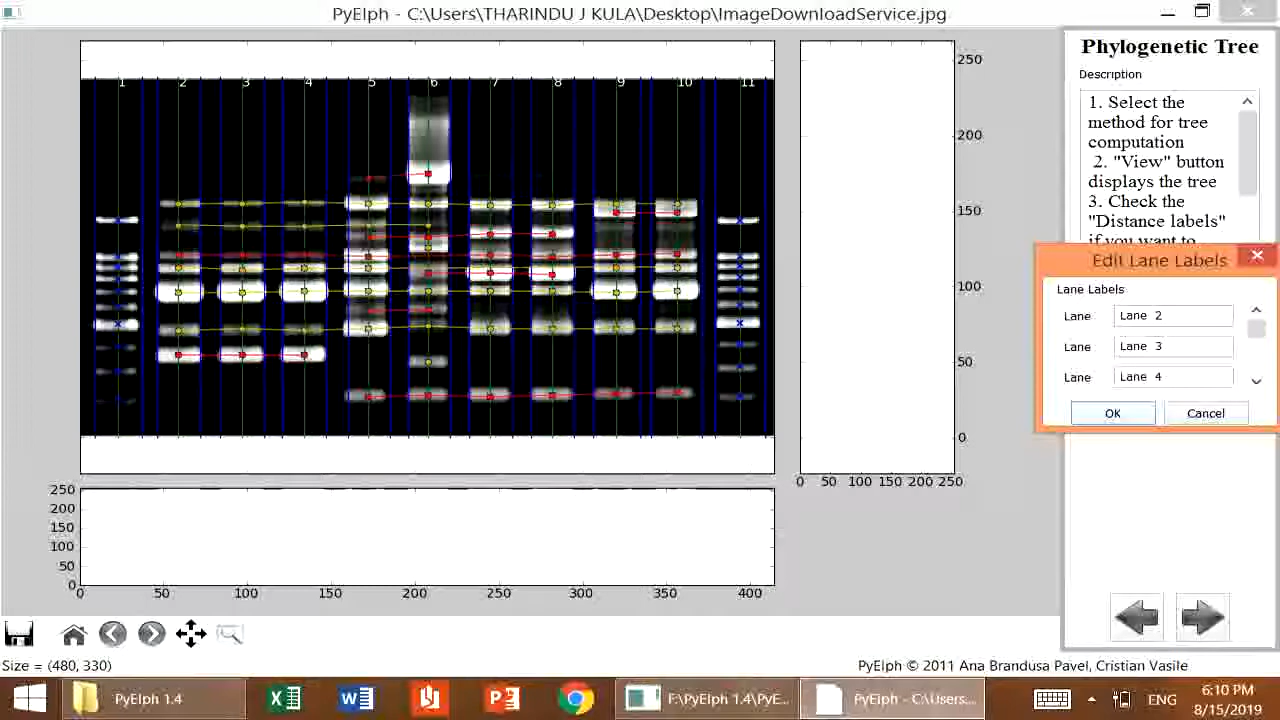 PyElph - C:\Users\THARINDU J KULA\Desktop\ImageDownloadService.jpg
1 2 3 4 5 6 7 8 9 10 11
250
200
150
100
50
0
0 50 100 150 200 250
250
200
150
100
50
0
0 50 100 150 200 250 300 350 400
Phylogenetic Tree
Description
1. Select the
method for tree
computation
2. "View" button
displays the tree
3. Check the
"Distance labels"
if you want to
Edit Lane Labels
Lane Labels
Lane Lane 2
Lane Lane 3
Lane Lane 4
OK Cancel
Size = (480, 330)
PyElph © 2011 Ana Brandusa Pavel, Cristian Vasile
PyElph 1.4
F:\PyElph 1.4\PyE...
PyElph - C:\Users...
ENG
6:10 PM
8/15/2019